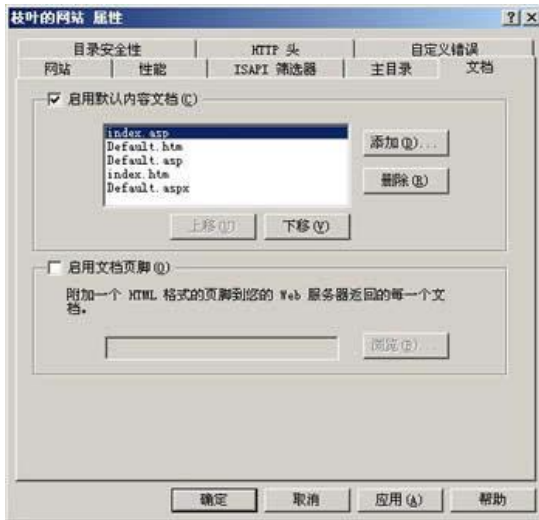 枝叶的网站 属性
目录安全性 HTTP 头 自定义错误
网站 性能 ISAPI 筛选器 主目录 文档
启用默认内容文档(C)
index.asp
Default.htm
Default.asp
index.htm
Default.aspx
添加(D)...
删除(R)
上移(U) 下移(V)
启用文档页脚(O)
附加一个 HTML 格式的页脚到您的 Web 服务器返回的每一个文
档。
浏览(B)...
确定 取消 应用(A) 帮助